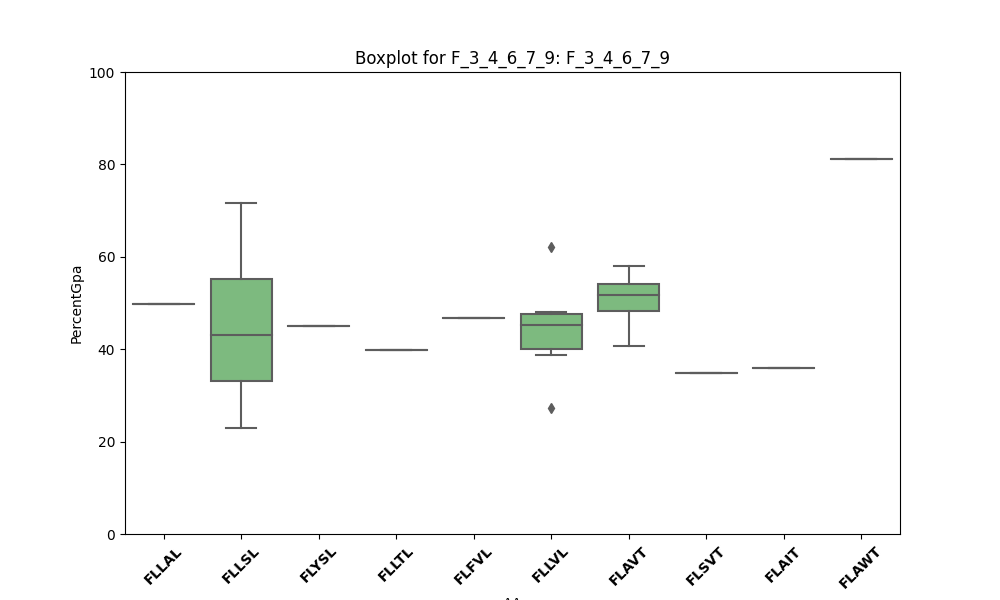 Boxplot for F_3_4_6_7_9: F_3_4_6_7_9
100
80
60
40
20
0
PercentGpa
FLLAL
FLLSL
FLYSL
FLLTL
FLFVL
FLLVL
FLAVT
FLSVT
FLAIT
FLAWT